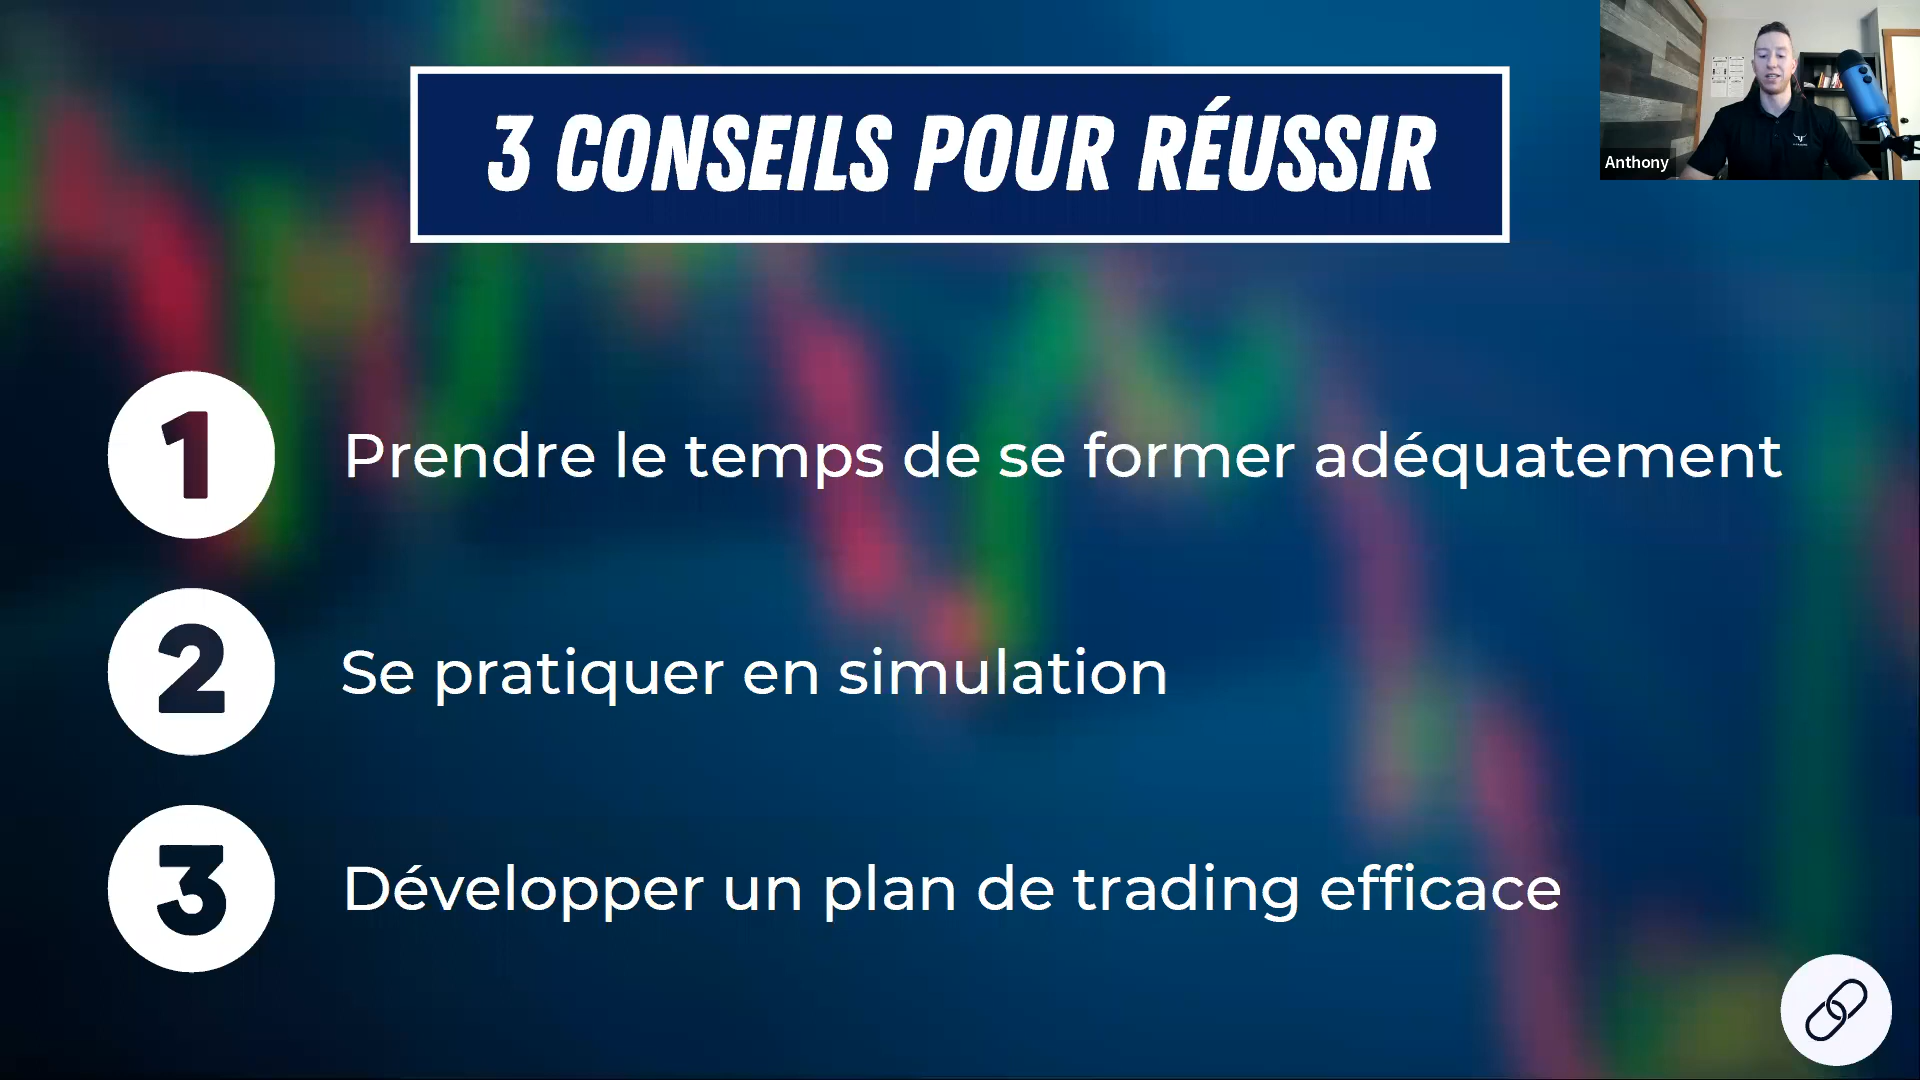 3 CONSEILS POUR RÉUSSIR
Anthony
1 Prendre le temps de se former adéquatement
2 Se pratiquer en simulation
3 Développer un plan de trading efficace